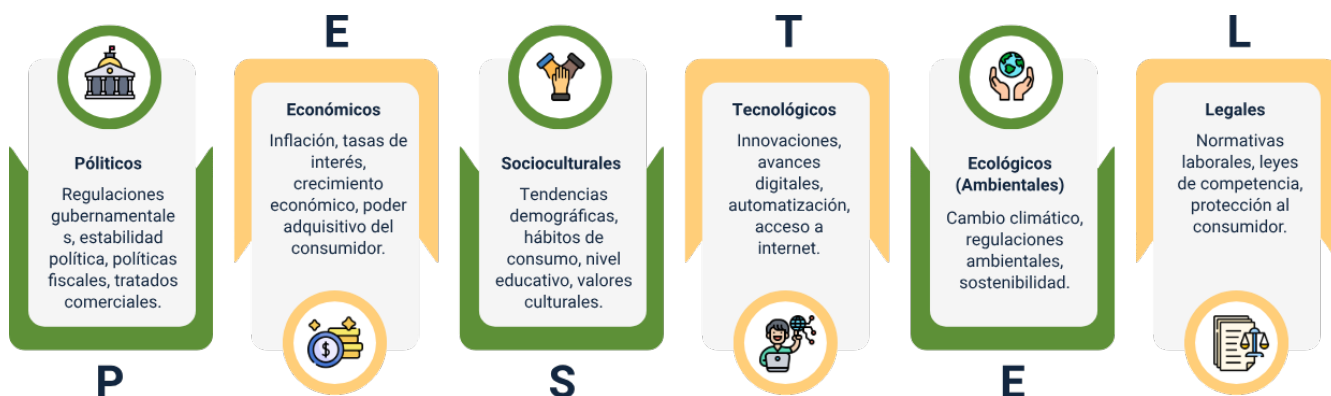 P
Póliticos
Regulaciones
gubernamentale
s, estabilidad
política, políticas
fiscales, tratados
comerciales.
E
Económicos
Inflación, tasas de
interés,
crecimiento
económico, poder
adquisitivo del
consumidor.
$
S
Socioculturales
Tendencias
demográficas,
hábitos de
consumo, nivel
educativo, valores
culturales.
T
Tecnológicos
Innovaciones,
avances
digitales,
automatización,
acceso a
internet.
E
Ecológicos
(Ambientales)
Cambio climático,
regulaciones
ambientales,
sostenibilidad.
L
Legales
Normativas
laborales, leyes
de competencia,
protección al
consumidor.